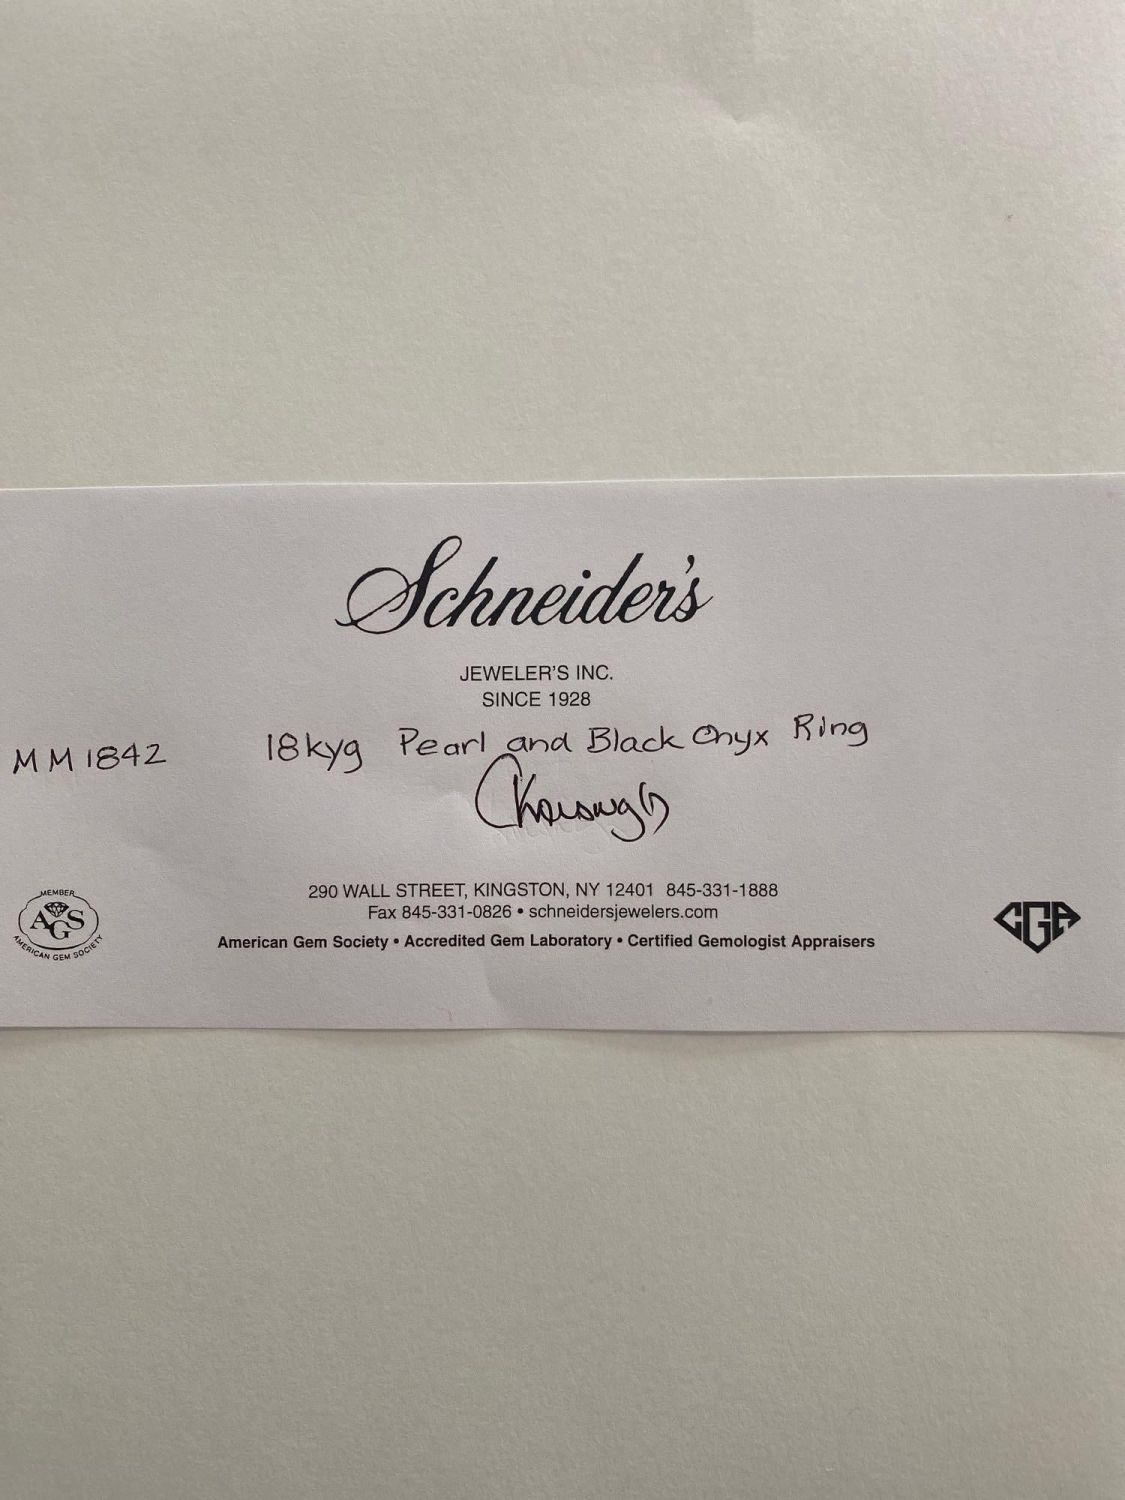 Schneider's
JEWELER'S INC.
SINCE 1928
MM1842 18kyg Pearl and Black Onyx Ring
290 WALL STREET, KINGSTON, NY 12401 845-331-1888
Fax 845-331-0826 • schneidersjewelers.com
American Gem Society • Accredited Gem Laboratory • Certified Gemologist Appraisers
MEMBER
AGS
AMERICAN GEM SOCIETY
CGA